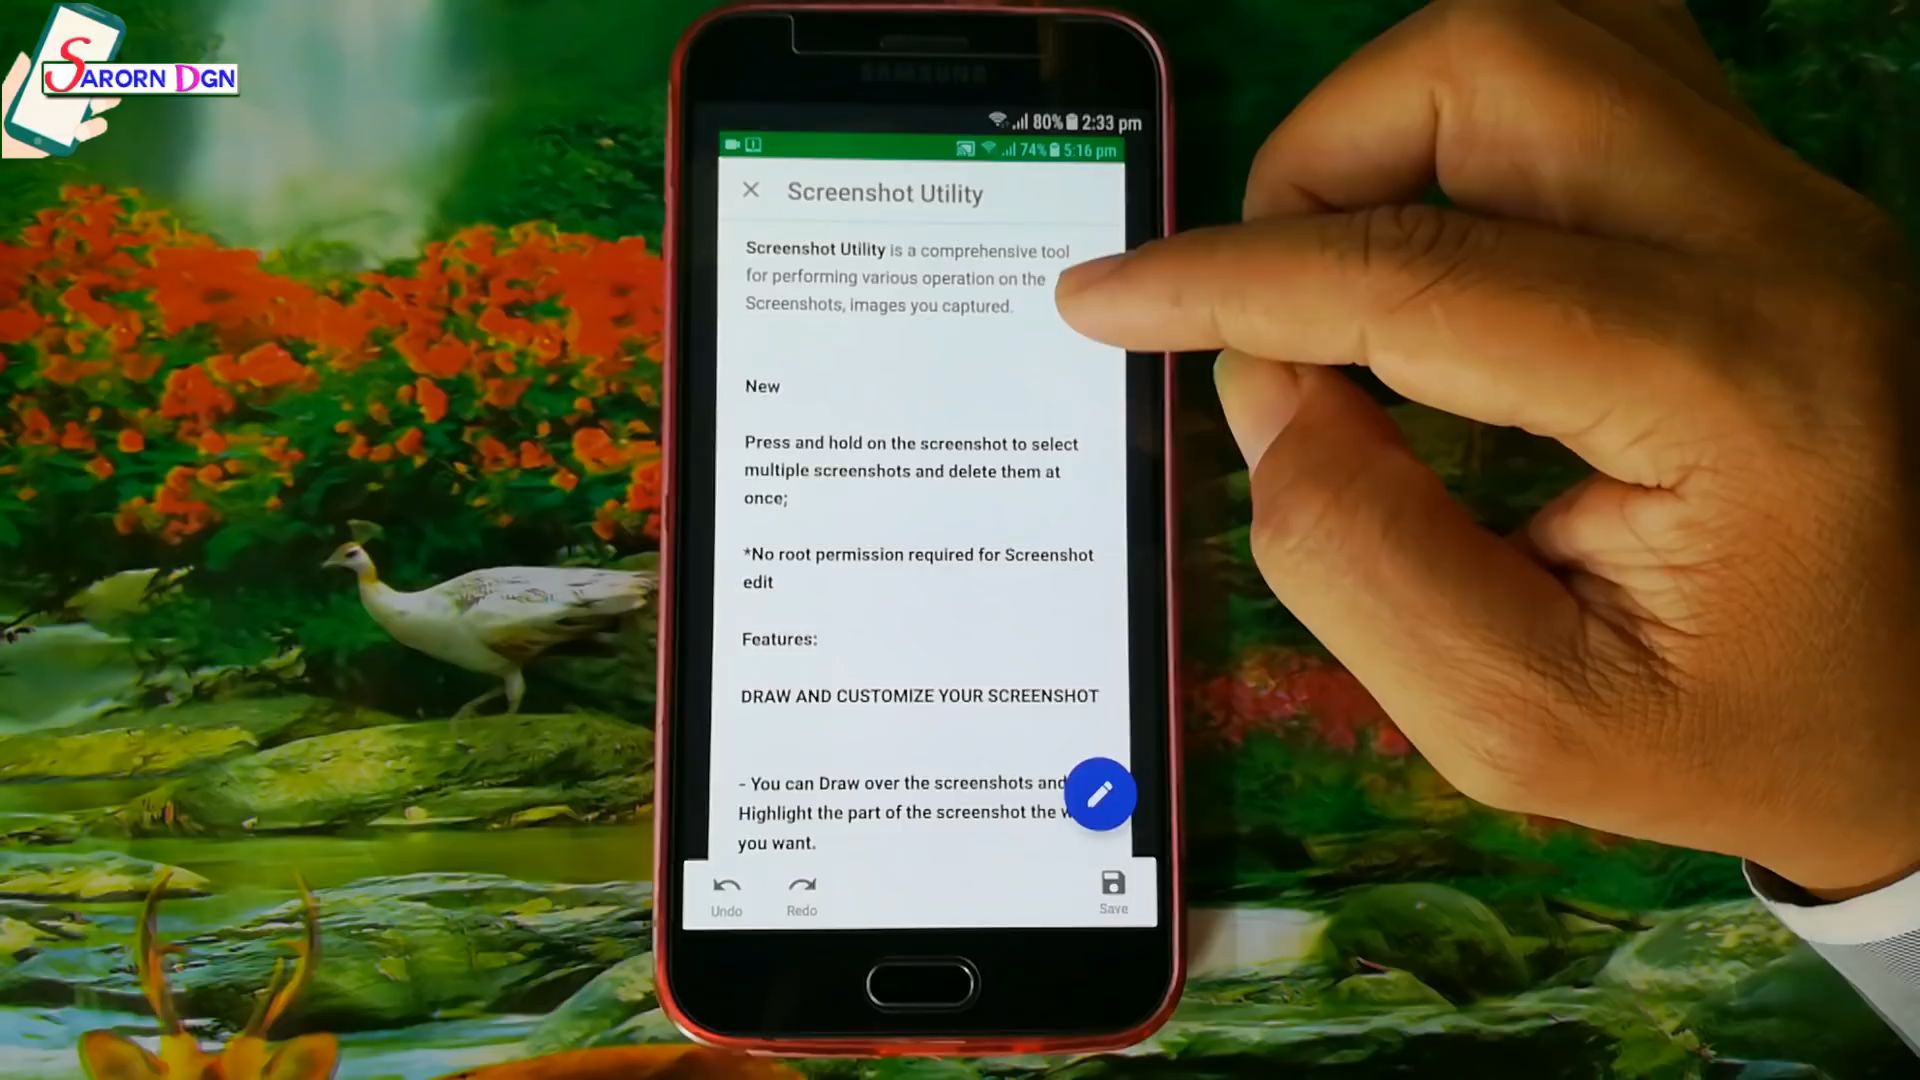 SARORN DGN
SAMSUNG
80% 2:33 pm
74% 5:16 pm
Screenshot Utility
Screenshot Utility is a comprehensive tool
for performing various operation on the
Screenshots, images you captured.
New
Press and hold on the screenshot to select
multiple screenshots and delete them at
once;
*No root permission required for Screenshot
edit
Features:
DRAW AND CUSTOMIZE YOUR SCREENSHOT
- You can Draw over the screenshots and
Highlight the part of the screenshot the
you want.
Undo
Redo
Save